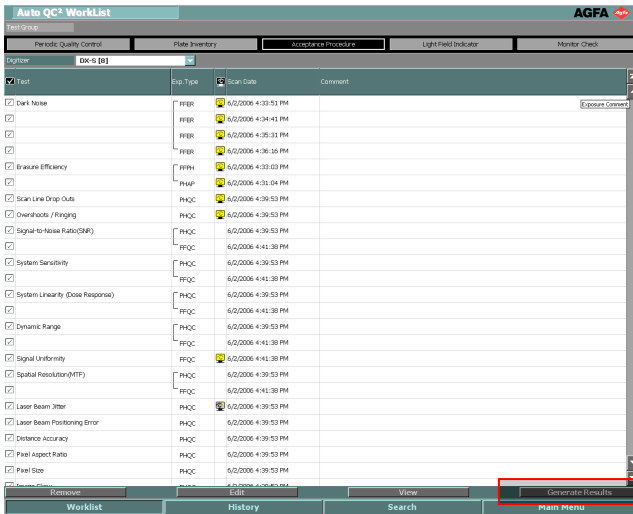 Auto QC² WorkList
AGFA
Agfa
Test Group
Periodic Quality Control Plate Inventory Acceptance Procedure Light Field Indicator Monitor Check
Digitizer DX-S [8]
Test Exp.Type Scan Date Comment
Dark Noise FFER 6/2/2006 4:33:51 PM Exposure Comment
FFER 6/2/2006 4:34:41 PM
FFER 6/2/2006 4:35:31 PM
FFER 6/2/2006 4:36:16 PM
Erasure Efficiency FFPH 6/2/2006 4:33:03 PM
PHAP 6/2/2006 4:31:04 PM
Scan Line Drop Outs PHQC 6/2/2006 4:39:53 PM
Overshoots / Ringing PHQC 6/2/2006 4:39:53 PM
Signal-to-Noise Ratio(SNR) PHQC 6/2/2006 4:39:53 PM
FFQC 6/2/2006 4:41:38 PM
System Sensitivity PHQC 6/2/2006 4:39:53 PM
FFQC 6/2/2006 4:41:38 PM
System Linearity (Dose Response) PHQC 6/2/2006 4:39:53 PM
FFQC 6/2/2006 4:41:38 PM
Dynamic Range PHQC 6/2/2006 4:39:53 PM
FFQC 6/2/2006 4:41:38 PM
Signal Uniformity FFQC 6/2/2006 4:41:38 PM
Spatial Resolution(MTF) PHQC 6/2/2006 4:39:53 PM
FFQC 6/2/2006 4:41:38 PM
Laser Beam Jitter PHQC 6/2/2006 4:39:53 PM
Laser Beam Positioning Error PHQC 6/2/2006 4:39:53 PM
Distance Accuracy PHQC 6/2/2006 4:39:53 PM
Pixel Aspect Ratio PHQC 6/2/2006 4:39:53 PM
Pixel Size PHQC 6/2/2006 4:39:53 PM
Remove Edit View Generate Results
Worklist History Search Main Menu